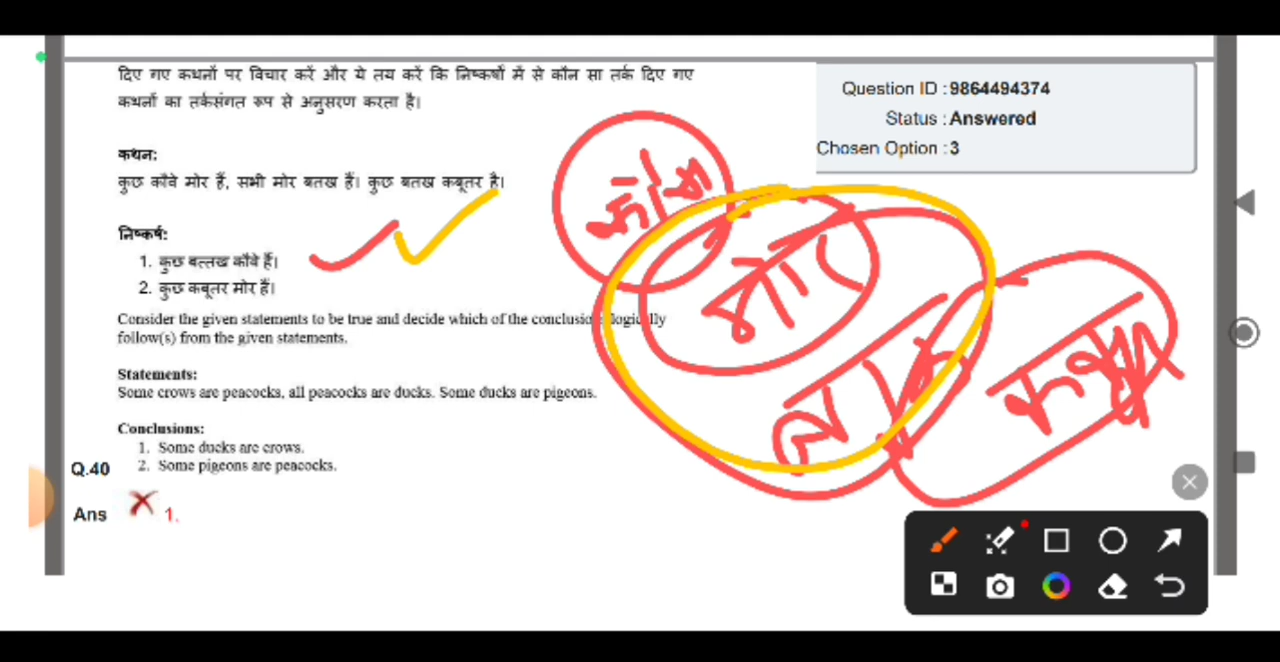 दिए गए कथनों पर विचार करें और ये तय करें कि निष्कर्षों में से कौन सा तर्क दिए गए
कथनों का तर्कसंगत रूप से अनुसरण करता है।
Question ID : 9864494374
Status : Answered
Chosen Option : 3
कथन:
कुछ कौवे मोर हैं, सभी मोर बतख हैं। कुछ बतख कबूतर है।
निष्कर्ष:
1. कुछ बत्तख कौवे हैं।
2. कुछ कबूतर मोर हैं।
Consider the given statements to be true and decide which of the conclusions logically
follow(s) from the given statements.
Statements:
Some crows are peacocks, all peacocks are ducks. Some ducks are pigeons.
Conclusions:
1. Some ducks are crows.
2. Some pigeons are peacocks.
Q.40
Ans 1.
मोर